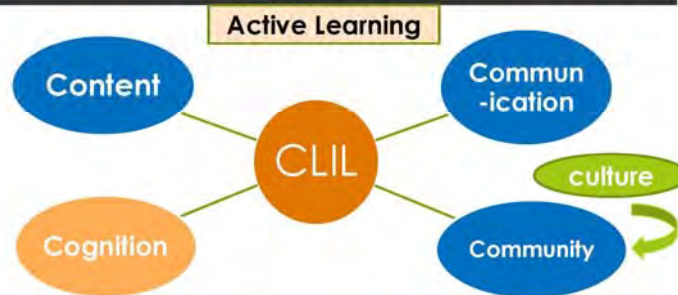 Active Learning
Content
Commun
-ication
CLIL
culture
Cognition
Community